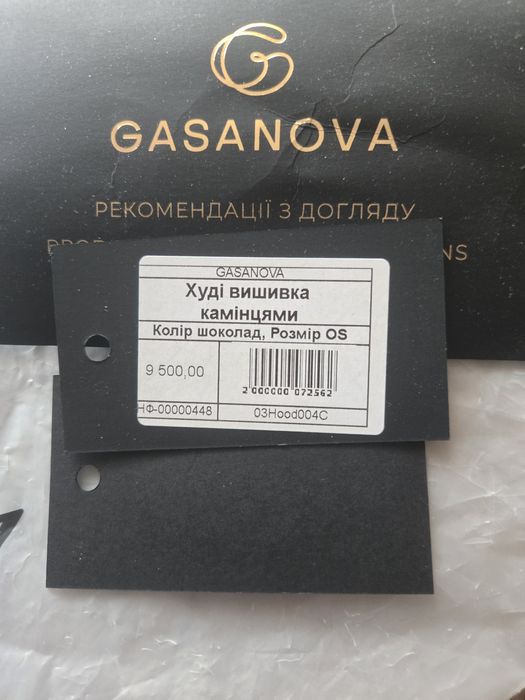 GASANOVA
РЕКОМЕНДАЦІЇ З ДОГЛЯДУ
GASANOVA
Худі вишивка
камінцями
Колір шоколад, Розмір OS
9 500,00
2 000000 072562
НФ-00000448
03Hood004C